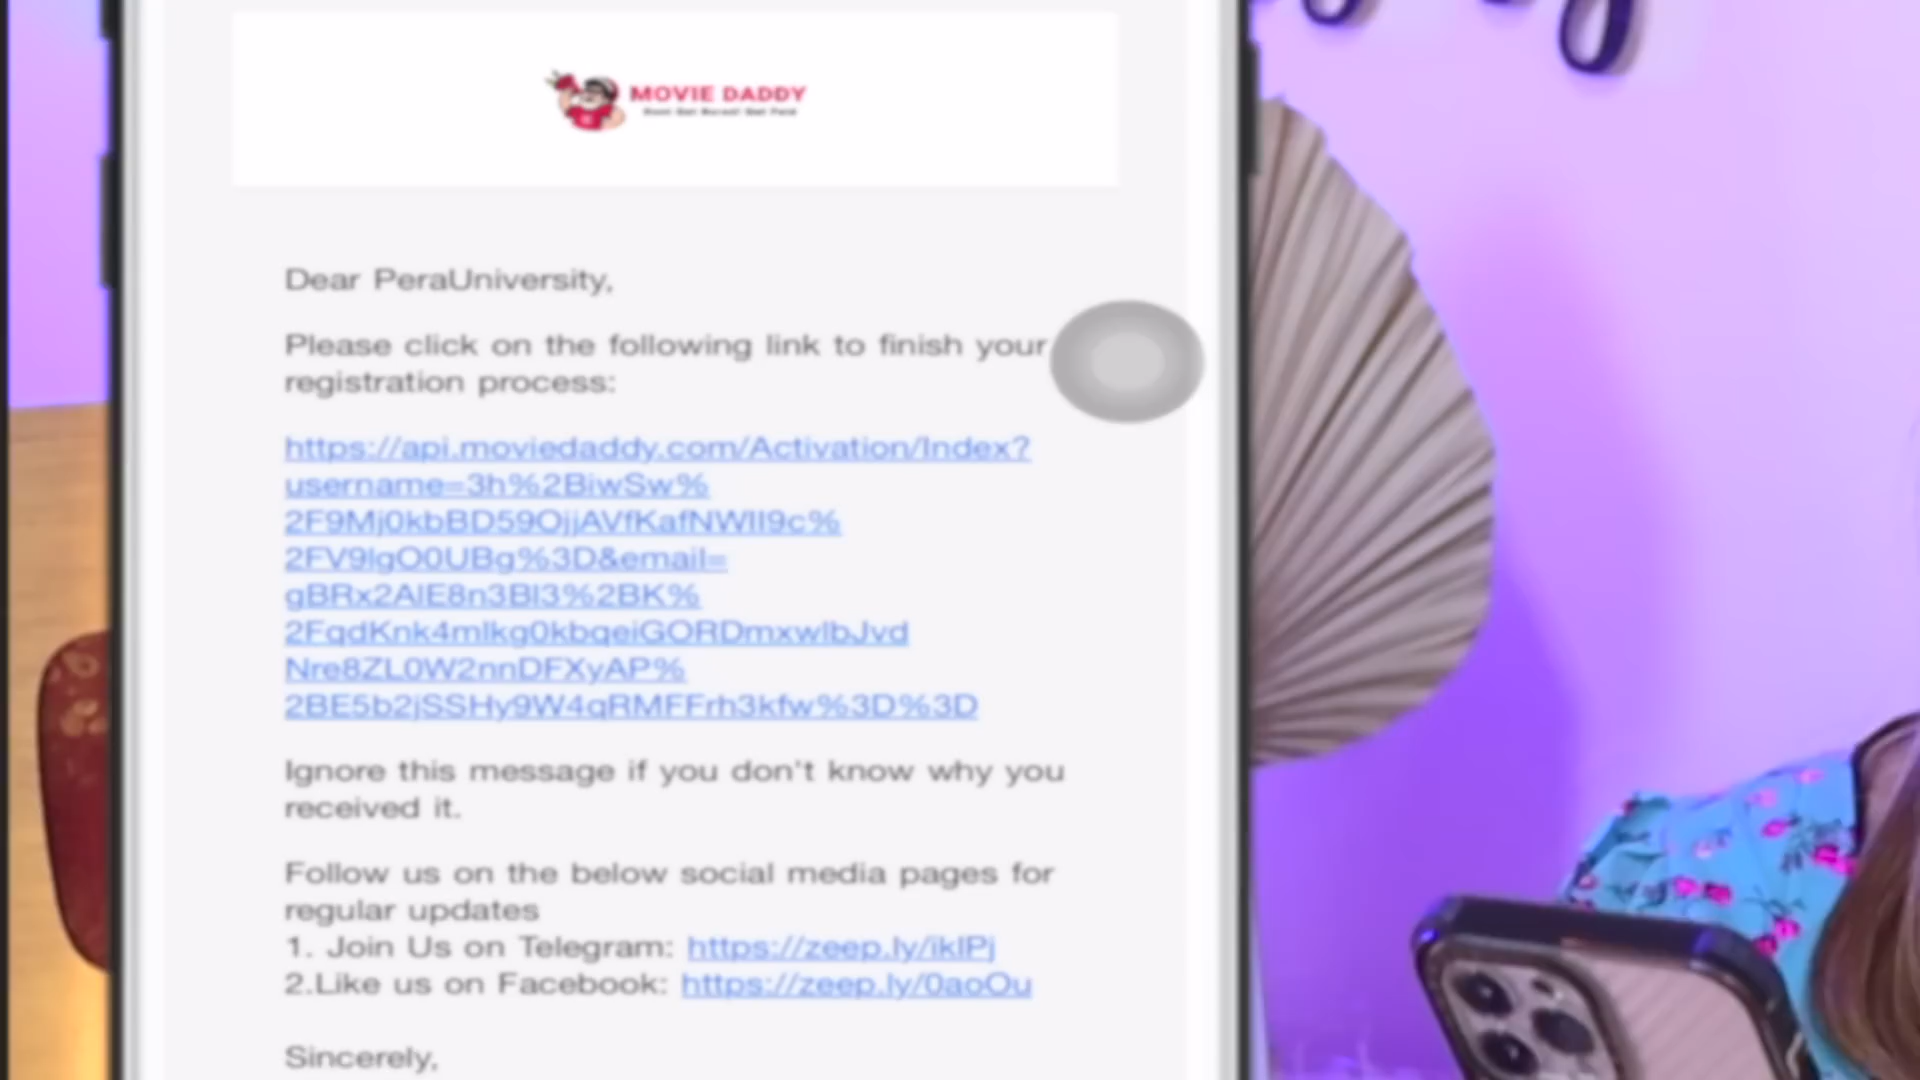 MOVIE DADDY
Dear PeraUniversity,
Please click on the following link to finish your
registration process:
https://api.moviedaddy.com/Activation/Index?
username=3h%2BiwSw%
2F9Mj0kbBD59OjjAVfKafNWII9c%
2FV9lgO0UBg%3D&email=
gBRx2AIE8n3BI3%2BK%
2FqdKnk4mlkg0kbqeiGORDmxwlbJvd
Nre8ZL0W2nnDFXyAP%
2BE5b2jSSHy9W4qRMFFrh3kfw%3D%3D
Ignore this message if you don't know why you
received it.
Follow us on the below social media pages for
regular updates
1. Join Us on Telegram: https://zeep.ly/iklPj
2.Like us on Facebook: https://zeep.ly/0aoOu
Sincerely,